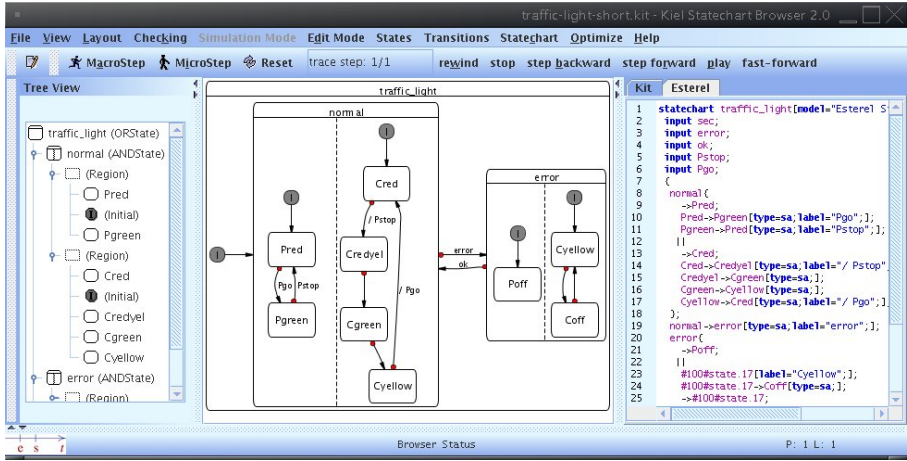 traffic-light-short.kit - Kiel Statechart Browser 2.0
File View Layout Checking Simulation Mode Edit Mode States Transitions Statechart Optimize Help
MacroStep MicroStep Reset trace step: 1/1 rewind stop step backward step forward play fast-forward
Tree View
traffic_light (ORState)
normal (ANDState)
(Region)
Pred
I (Initial)
Pgreen
(Region)
Cred
I (Initial)
Credyel
Cgreen
Cyellow
error (ANDState)
(Region)
traffic_light
normal
I
Cred
/ Pstop
I
Pred
I
Credyel
Pgo Pstop
/ Pgo
Pgreen
Cgreen
Cyellow
error
ok
error
I
I
Cyellow
Poff
Coff
Kit Esterel
1 statechart traffic_light[model="Esterel S
2 input sec;
3 input error;
4 input ok;
5 input Pstop;
6 input Pgo;
7 {
8 normal{
9 ->Pred;
10 Pred->Pgreen[type=sa;label="Pgo";];
11 Pgreen->Pred[type=sa;label="Pstop";];
12 ||
13 ->Cred;
14 Cred->Credyel[type=sa;label="/ Pstop"
15 Credyel->Cgreen[type=sa;];
16 Cgreen->Cyellow[type=sa;];
17 Cyellow->Cred[type=sa;label="/ Pgo";]
18 };
19 normal->error[type=sa;label="error";];
20 error{
21 ->Poff;
22 ||
23 #100#state.17[label="Cyellow";];
24 #100#state.17->Coff[type=sa;];
25 ->#100#state.17;
e s t
Browser Status
P: 1 L: 1